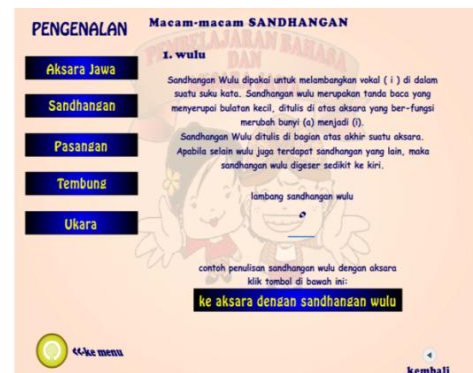 PENGENALAN
Aksara Jawa
Sandhangan
Pasangan
Tembung
Ukara
Macam-macam SANDHANGAN
1. wulu
Sandhangan Wulu dipakai untuk melambangkan vokal ( i ) di dalam
suatu suku kata. Sandhangan wulu merupakan tanda baca yang
menyerupai bulatan kecil, ditulis di atas aksara yang ber-fungsi
merubah bunyi (a) menjadi (i).
Sandhangan Wulu ditulis di bagian atas akhir suatu aksara.
Apabila selain wulu juga terdapat sandhangan yang lain, maka
sandhangan wulu digeser sedikit ke kiri.
lambang sandhangan wulu
contoh penulisan sandhangan wulu dengan aksara
klik tombol di bawah ini:
ke aksara dengan sandhangan wulu
<<-ke menu
kembali